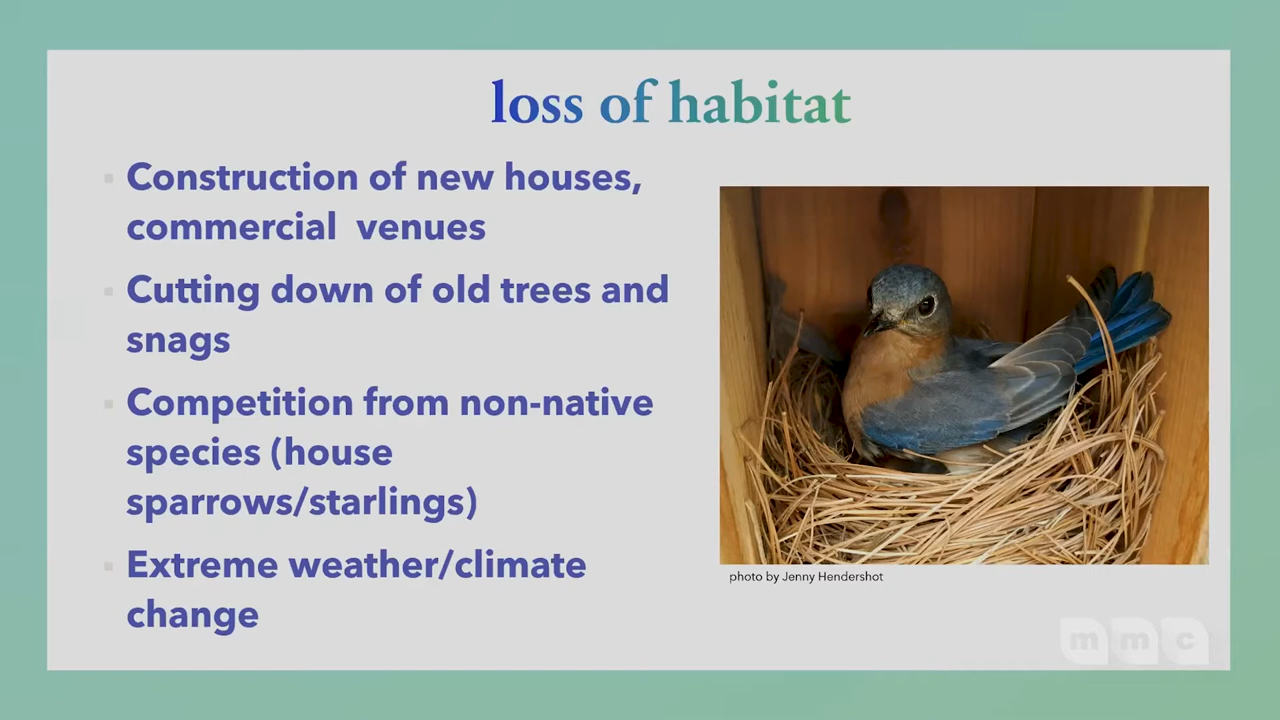 loss of habitat
Construction of new houses,
commercial venues
Cutting down of old trees and
snags
Competition from non-native
species (house
sparrows/starlings)
Extreme weather/climate
change
photo by Jenny Hendershot
mmc